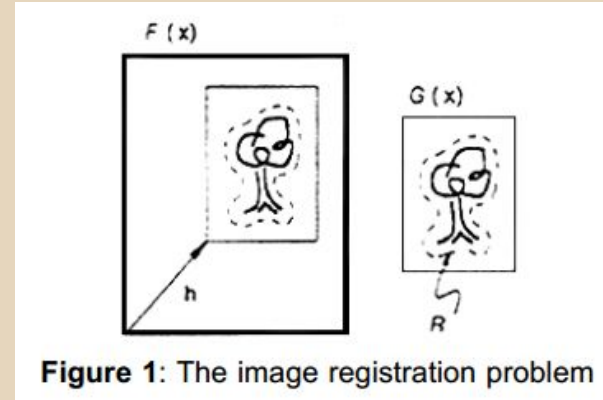 F(x)
G(x)
h
R
Figure 1: The image registration problem